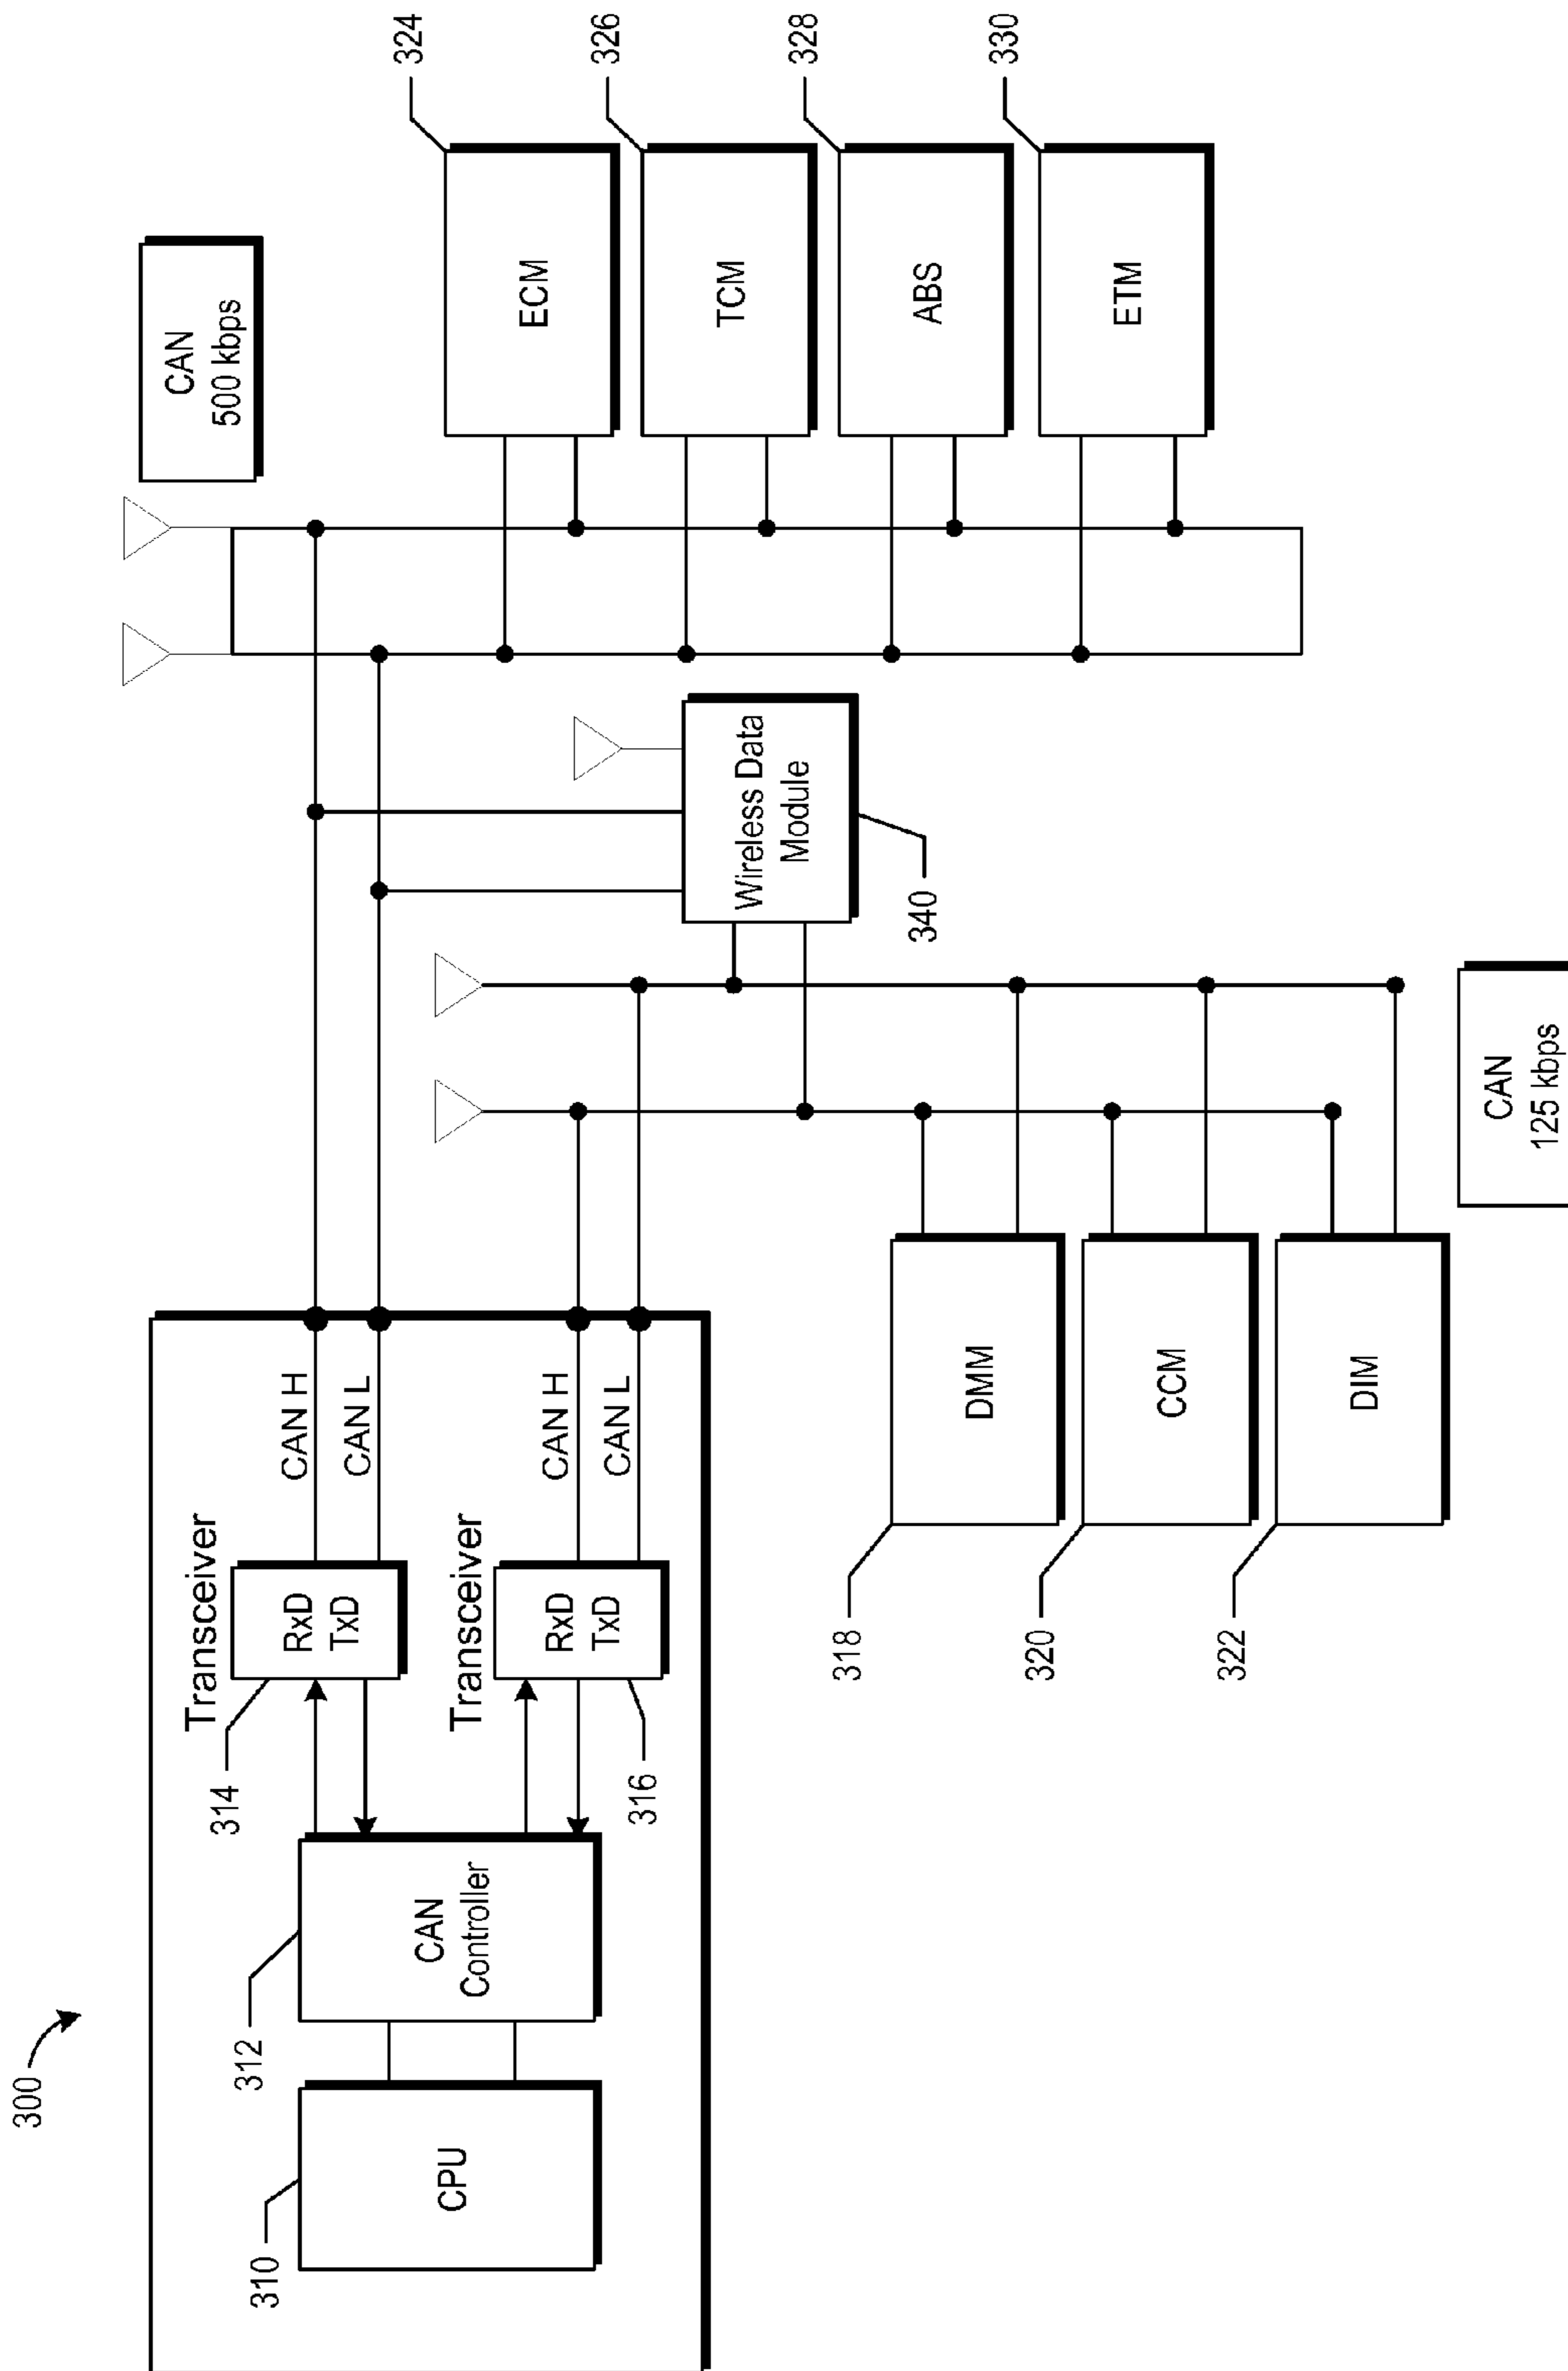 300
310
CPU
312
CAN
Controller
314
Transceiver
RxD
TxD
CAN H
CAN L
316
Transceiver
RxD
TxD
CAN H
CAN L
318
DMM
320
CCM
322
DIM
CAN
125 kbps
340
Wireless Data
Module
CAN
500 kbps
ECM
324
TCM
326
ABS
328
ETM
330